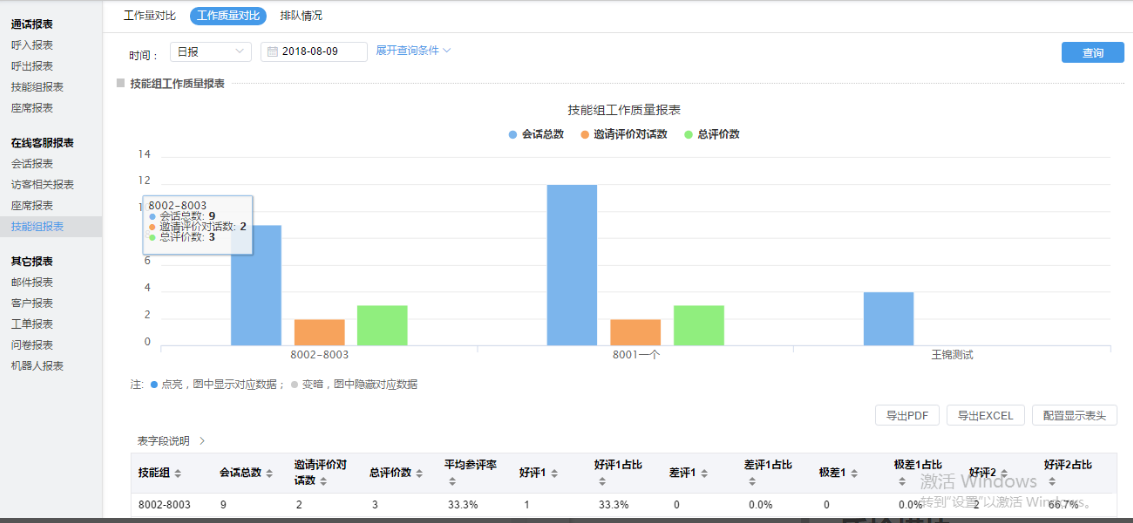 通话报表
呼入报表
呼出报表
技能组报表
座席报表
在线客服报表
会话报表
访客相关报表
座席报表
技能组报表
其它报表
邮件报表
客户报表
工单报表
问卷报表
机器人报表
工作量对比 工作质量对比 排队情况
时间： 日报 2018-08-09 展开查询条件 查询
技能组工作质量报表
技能组工作质量报表
会话总数 邀请评价对话数 总评价数
14
12
1
6
4
2
0
8002-8003
会话总数: 9
邀请评价对话数: 2
总评价数: 3
8002-8003 8001一个 王锦测试
注: 点亮，图中显示对应数据； 变暗，图中隐藏对应数据
导出PDF 导出EXCEL 配置显示表头
表字段说明
技能组 会话总数 邀请评价对话数 总评价数 平均参评率 好评1 好评1占比 差评1 差评1占比 极差1 极差1占比 好评2 好评2占比
8002-8003 9 2 3 33.3% 1 33.3% 0 0.0% 0 0.0% 2 66.7%
激活 Windows
转到"设置"以激活 Windows。